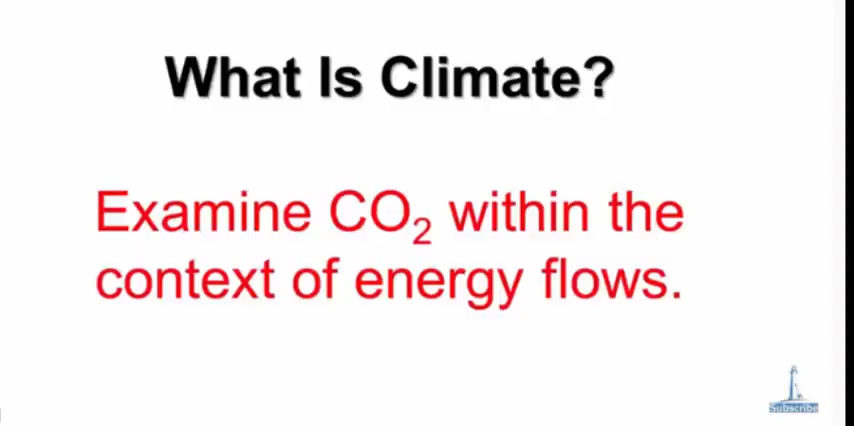 What Is Climate?
Examine CO₂ within the
context of energy flows.
Subscribe